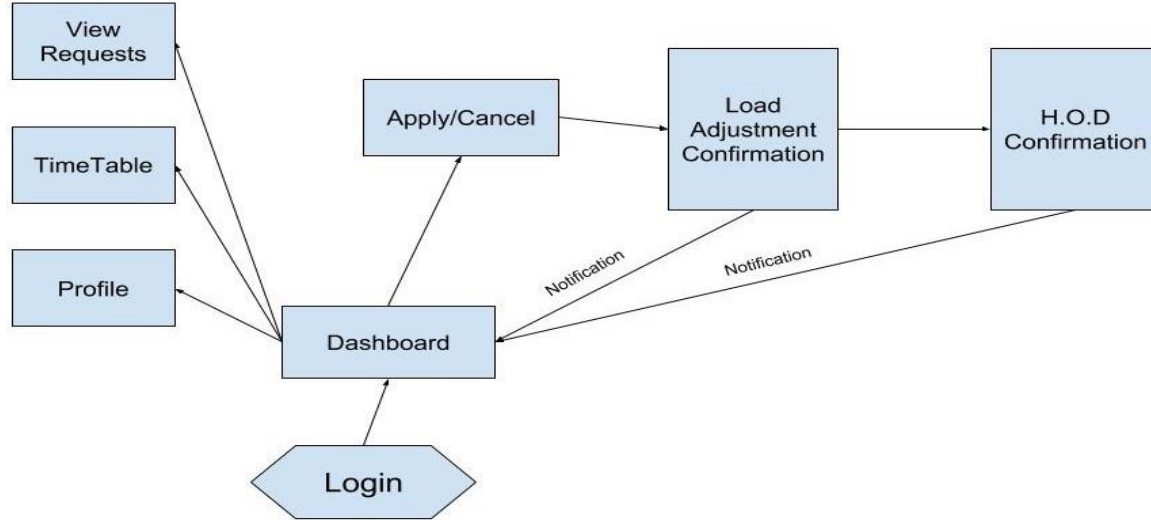 View
Requests
TimeTable
Profile
Apply/Cancel
Load
Adjustment
Confirmation
H.O.D
Confirmation
Notification
Notification
Dashboard
Login